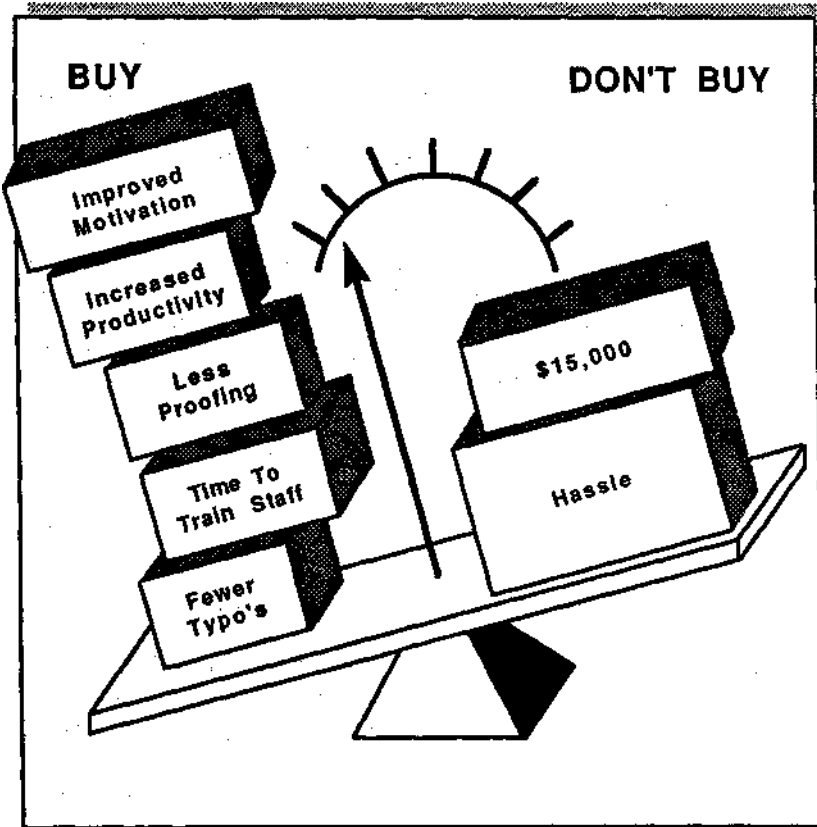 BUY
DON'T BUY
Improved
Motivation
Increased
Productivity
Less
Proofing
Time To
Train Staff
Fewer
Typo's
$15,000
Hassle